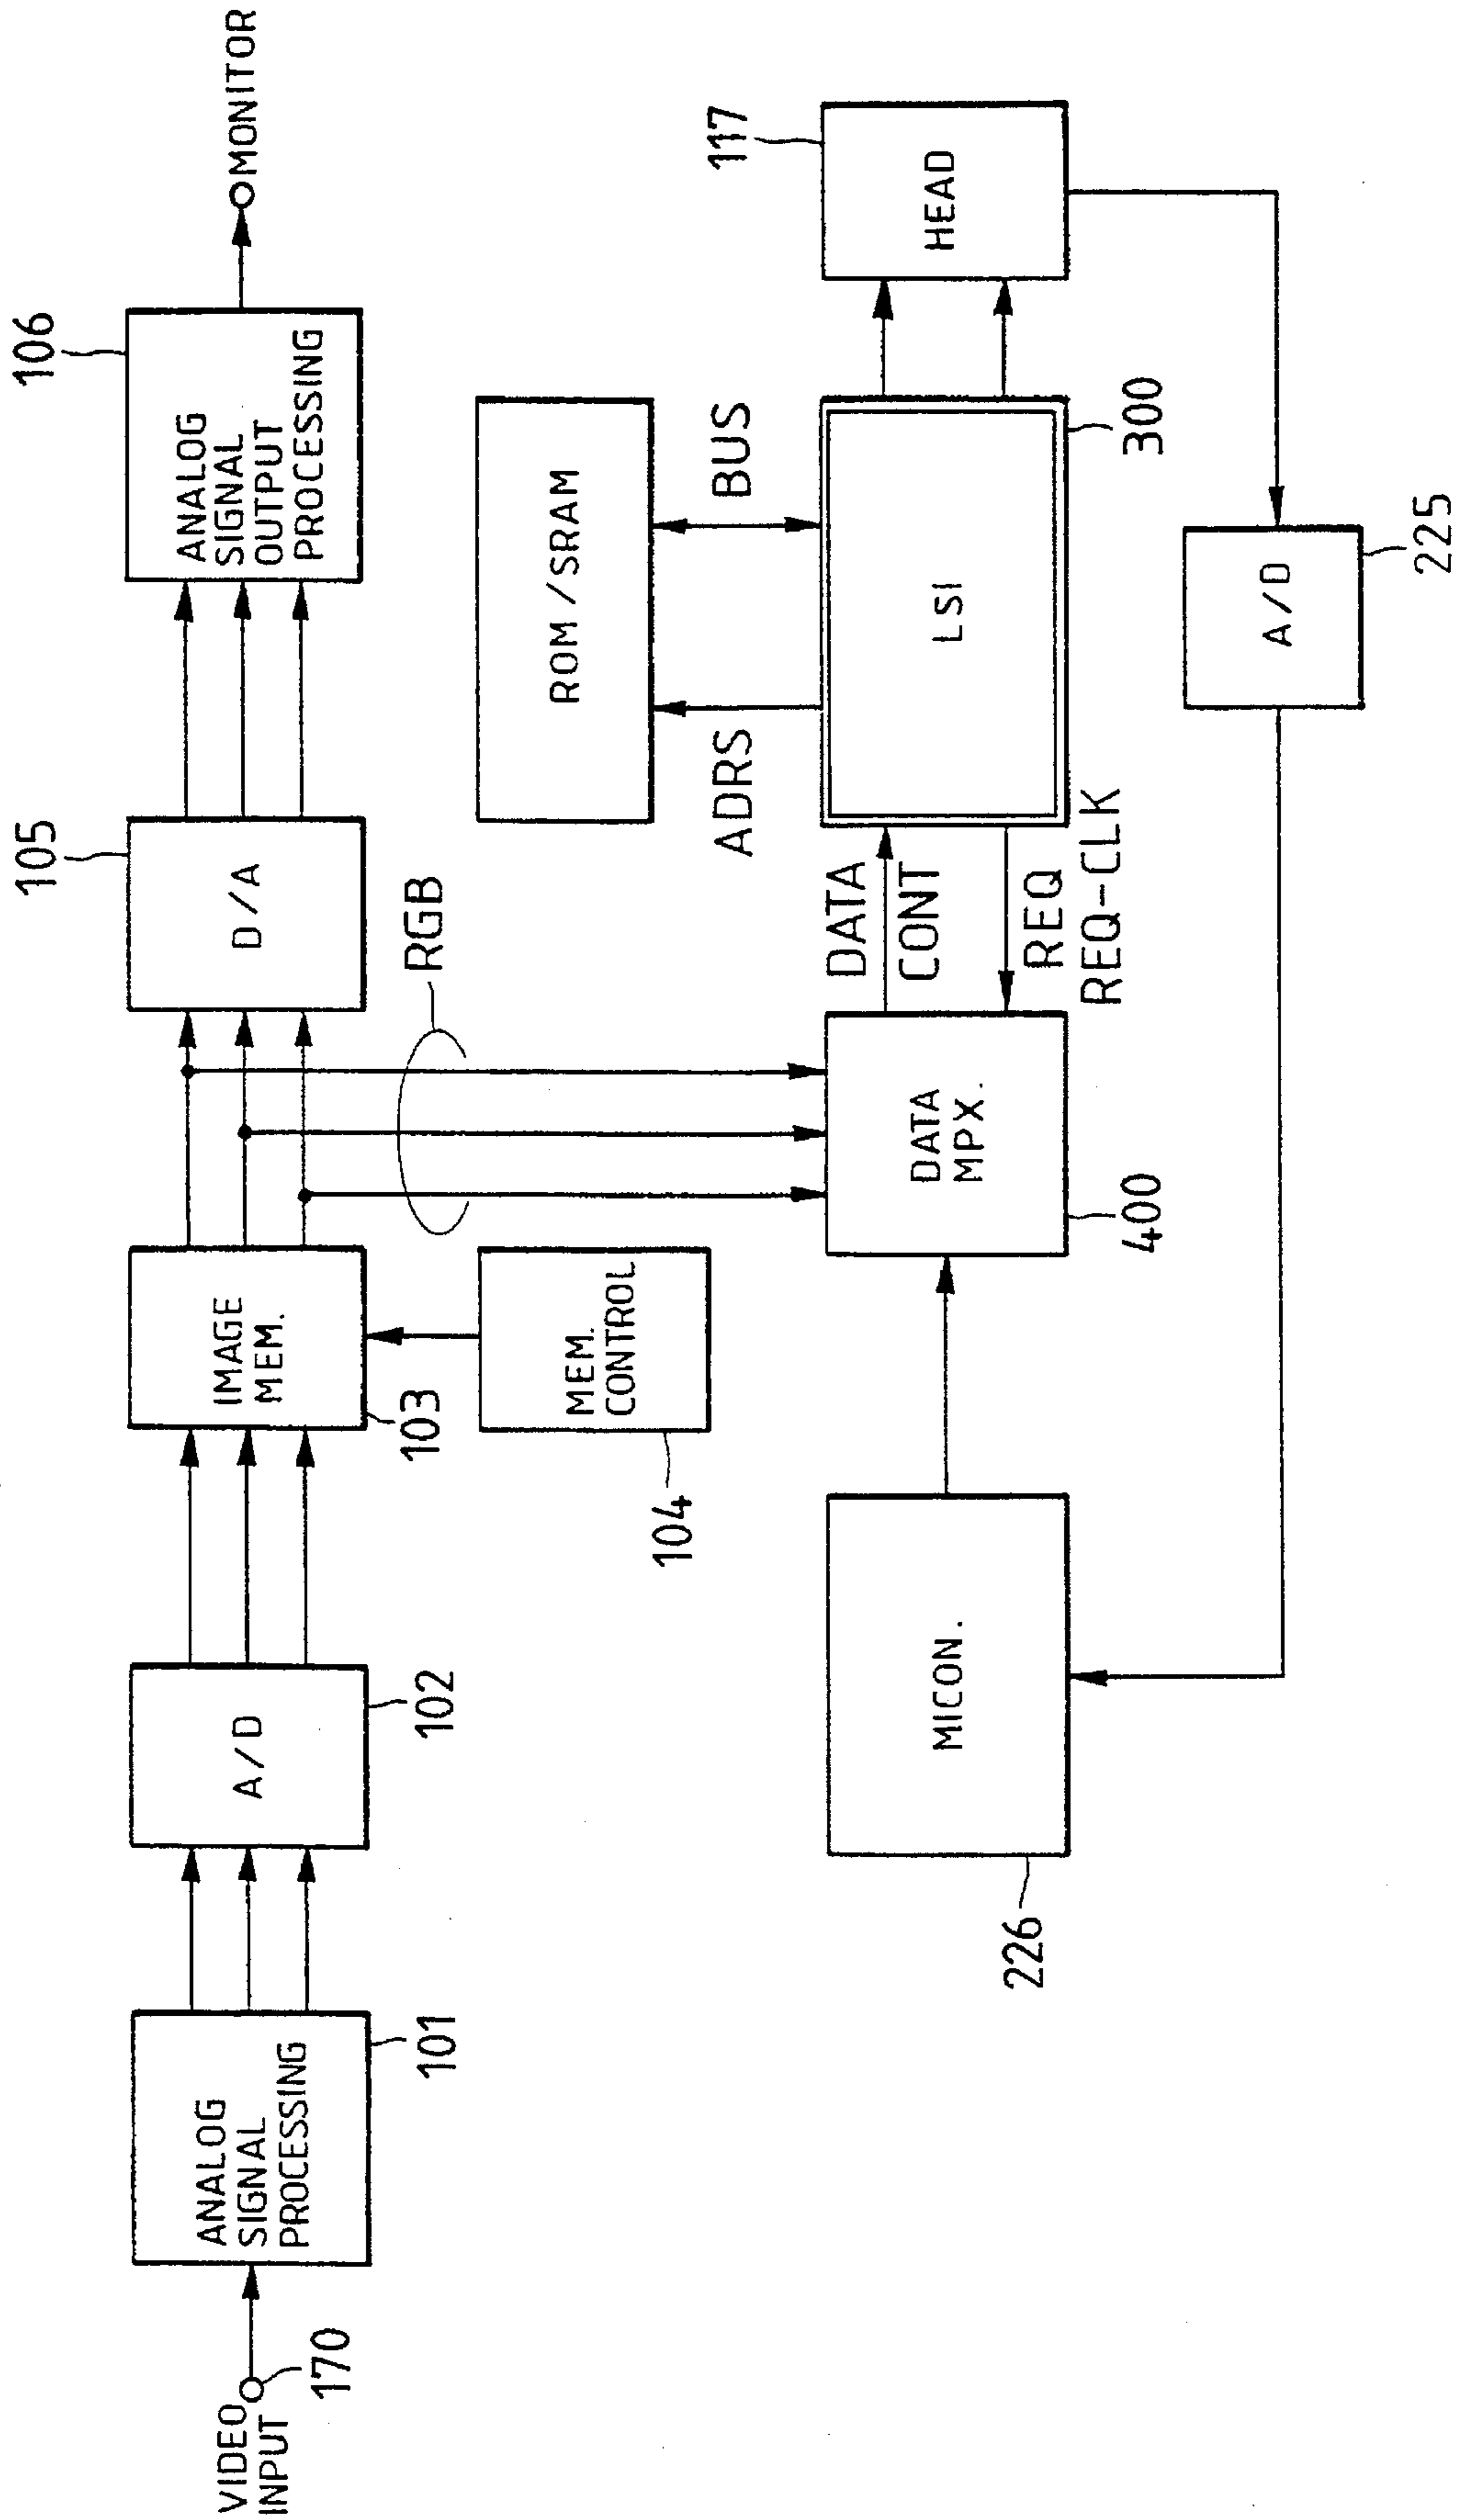 VIDEO
INPUT
170
ANALOG
SIGNAL
PROCESSING
101
A/D
102
IMAGE
MEM.
103
MEM.
CONTROL
104
RGB
D/A
105
ANALOG
SIGNAL
OUTPUT
PROCESSING
106
MONITOR
MICON.
226
DATA
MPX.
400
DATA
CONT
REQ
REQ-CLK
ROM/SRAM
ADRS
BUS
LSI
300
HEAD
117
A/D
225